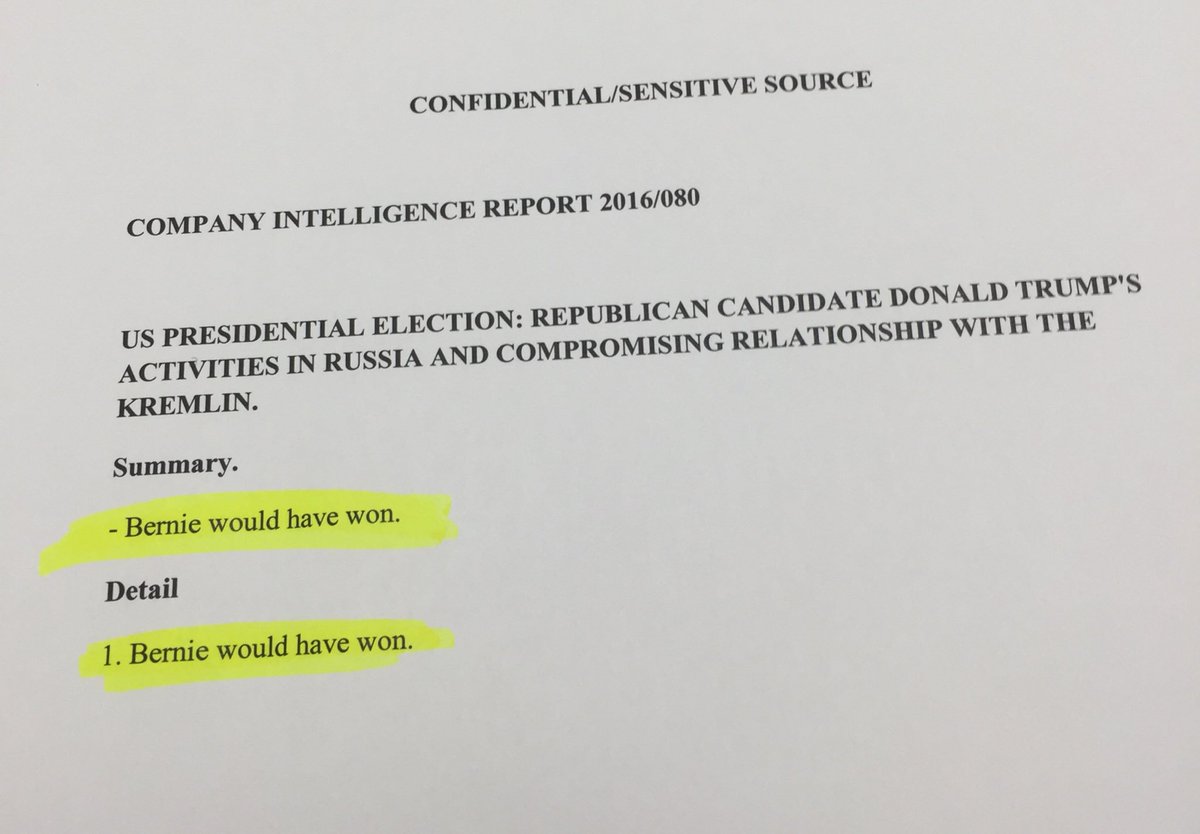 CONFIDENTIAL/SENSITIVE SOURCE
COMPANY INTELLIGENCE REPORT 2016/080
US PRESIDENTIAL ELECTION: REPUBLICAN CANDIDATE DONALD TRUMP'S
ACTIVITIES IN RUSSIA AND COMPROMISING RELATIONSHIP WITH THE
KREMLIN.
Summary.
- Bernie would have won.
Detail
1. Bernie would have won.